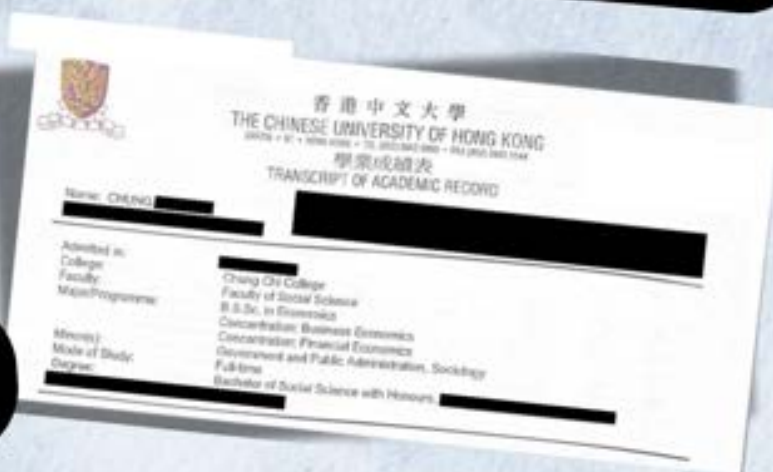 香港中文大學
THE CHINESE UNIVERSITY OF HONG KONG
學業成績表
TRANSCRIPT OF ACADEMIC RECORD
Name: CHUNG
Admitted in:
College: Chung Chi College
Faculty: Faculty of Social Science
Major/Programme: B.S.Sc. in Economics
Concentration: Business Economics
Concentration: Financial Economics
Minor(s): Government and Public Administration, Sociology
Mode of Study: Full-time
Degree: Bachelor of Social Science with Honours,